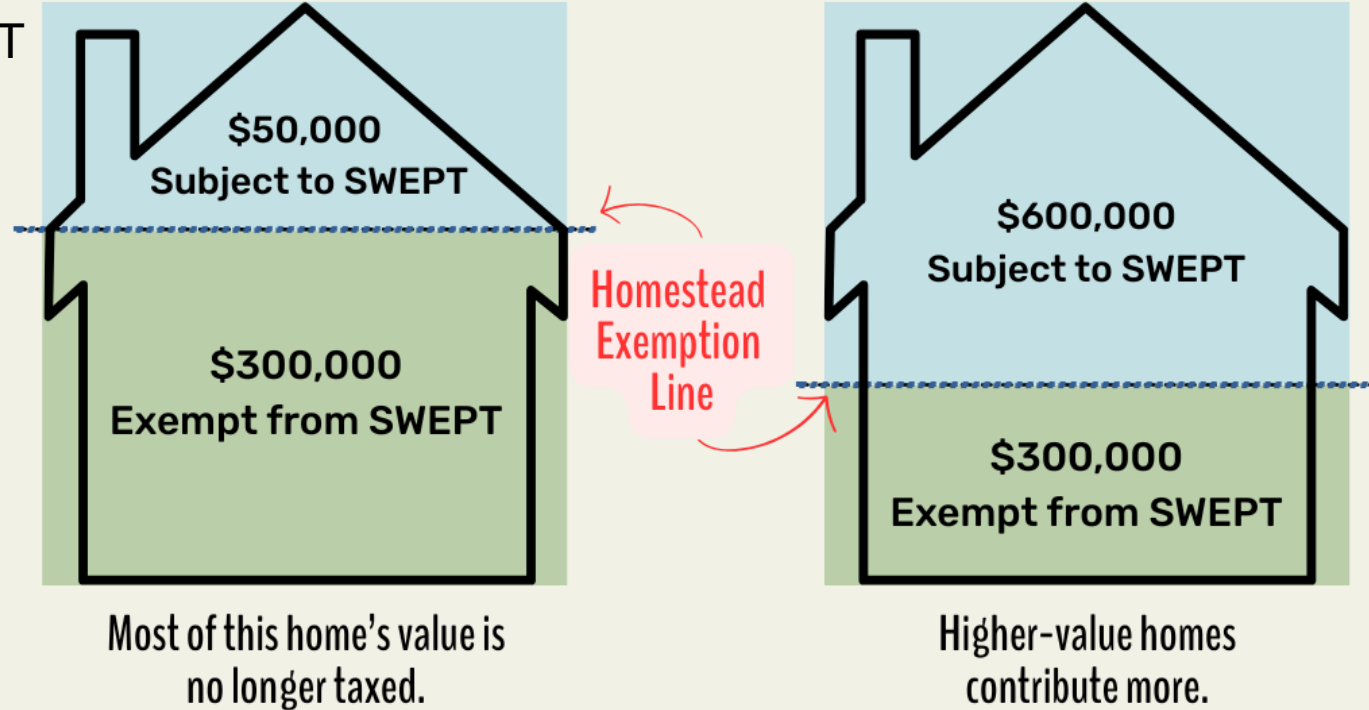 T
$50,000
Subject to SWEPT
$300,000
Exempt from SWEPT
Most of this home's value is
no longer taxed.
Homestead
Exemption
Line
$600,000
Subject to SWEPT
$300,000
Exempt from SWEPT
Higher-value homes
contribute more.